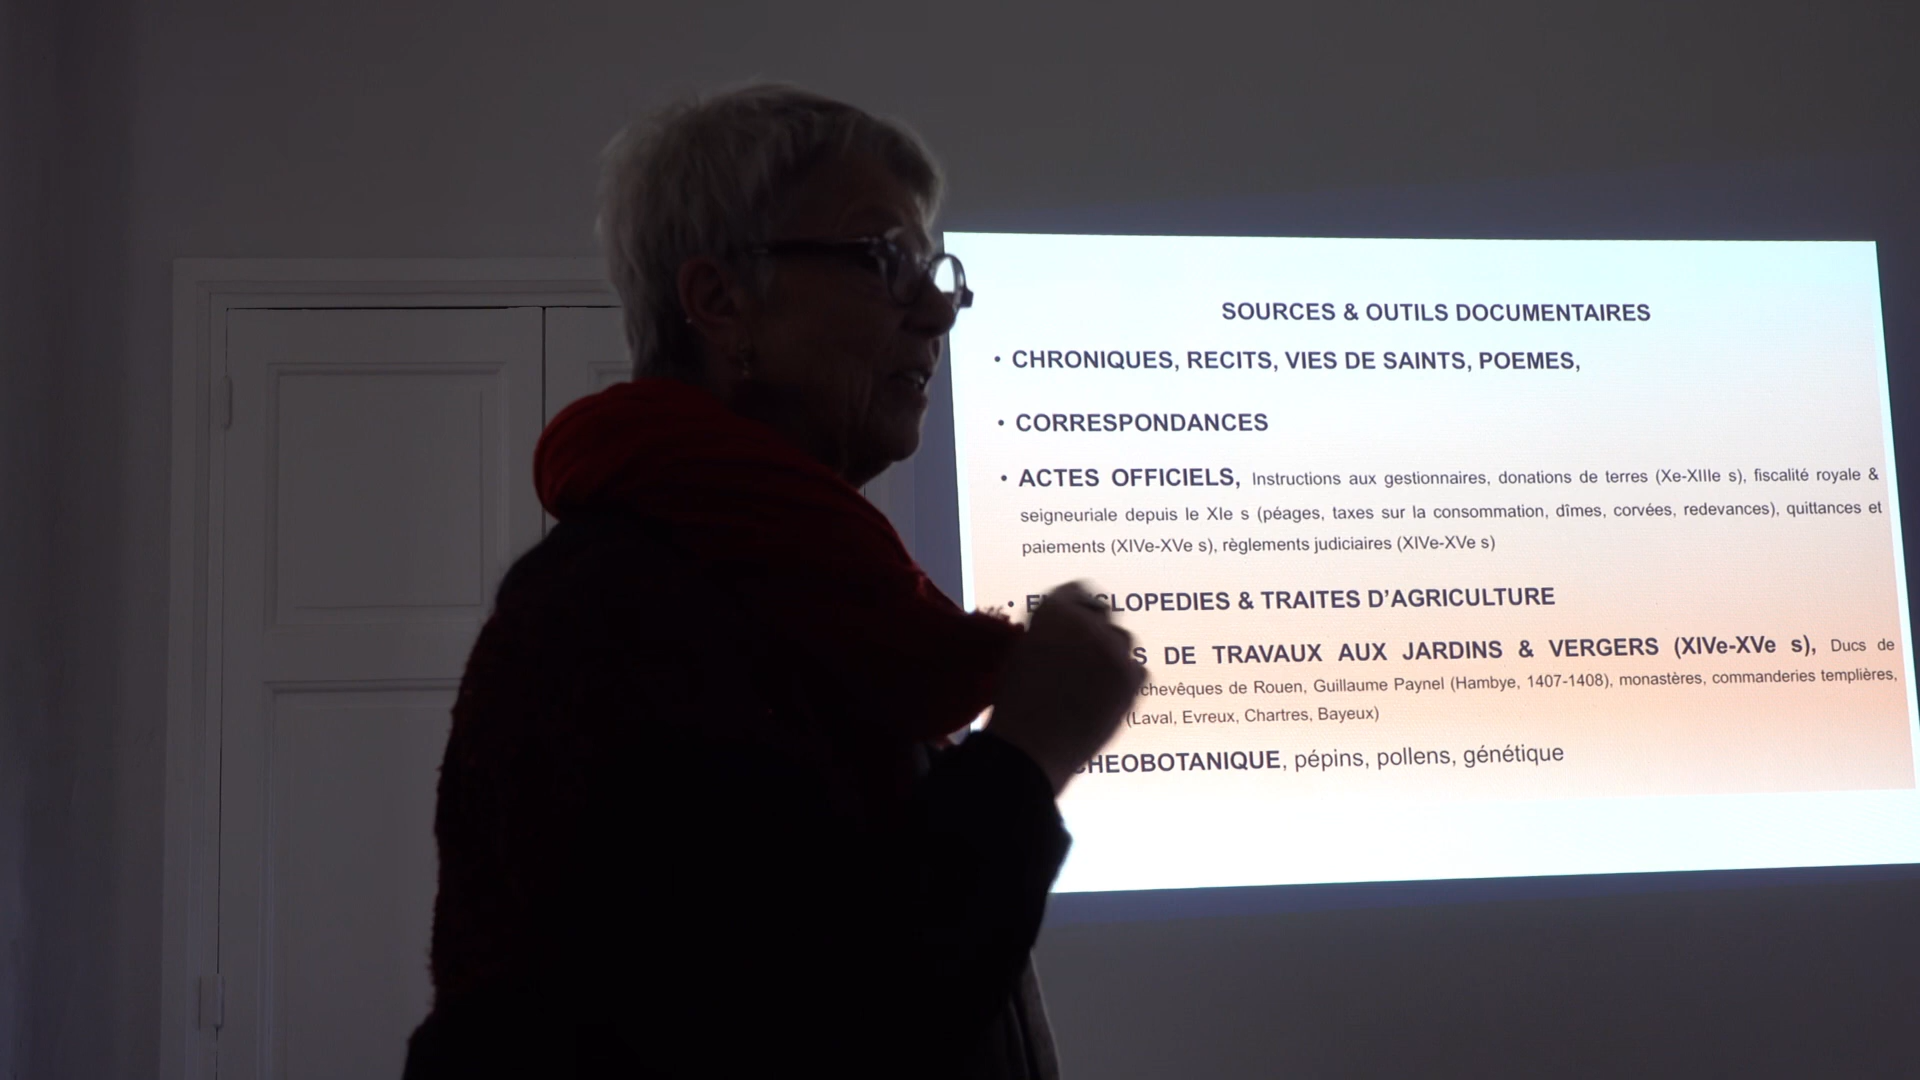 SOURCES & OUTILS DOCUMENTAIRES
• CHRONIQUES, RECITS, VIES DE SAINTS, POEMES,
• CORRESPONDANCES
• ACTES OFFICIELS, Instructions aux gestionnaires, donations de terres (Xe-XIIIe s), fiscalité royale &
seigneuriale depuis le XIe s (péages, taxes sur la consommation, dîmes, corvées, redevances), quittances et
paiements (XIVe-XVe s), règlements judiciaires (XIVe-XVe s)
• & TRAITES D'AGRICULTURE
DE TRAVAUX AUX JARDINS & VERGERS (XIVe-XVe s), Ducs de
de Rouen, Guillaume Paynel (Hambye, 1407-1408), monastères, commanderies templières,
(Laval, Evreux, Chartres, Bayeux)
pépins, pollens, génétique